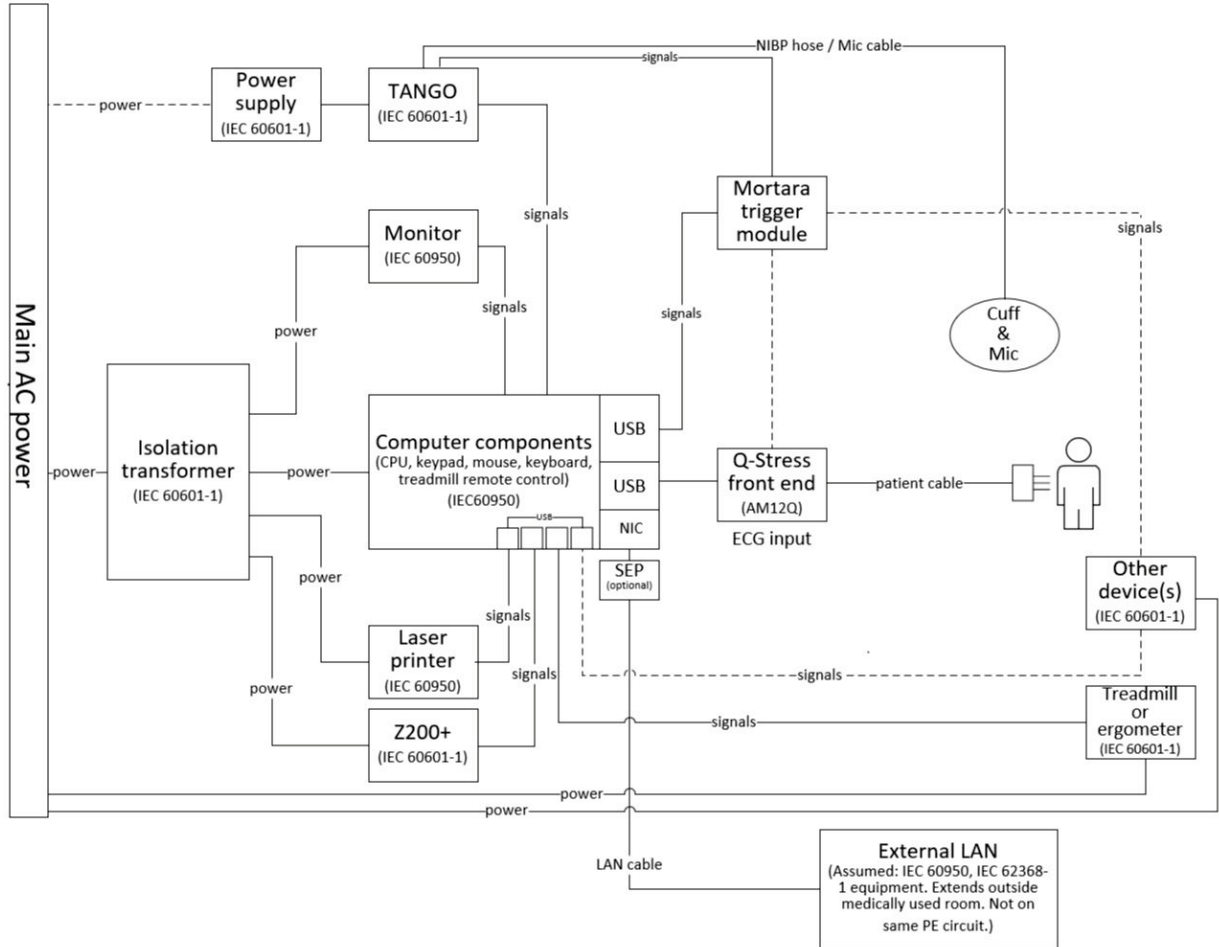 NIBP hose / Mic cable
signals
Power
supply
(IEC 60601-1)
TANGO
(IEC 60601-1)
power
Mortara
trigger
module
signals
signals
Monitor
(IEC 60950)
signals
signals
power
Cuff
&
Mic
Main AC power
Isolation
transformer
(IEC 60601-1)
power
power
Computer components
(CPU, keypad, mouse, keyboard,
treadmill remote control)
(IEC60950)
USB
USB
USB
NIC
SEP
(optional)
Q-Stress
front end
(AM12Q)
ECG input
patient cable
power
signals
Other
device(s)
(IEC 60601-1)
Laser
printer
(IEC 60950)
signals
signals
power
Z200+
(IEC 60601-1)
signals
Treadmill
or
ergometer
(IEC 60601-1)
power
power
LAN cable
External LAN
(Assumed: IEC 60950, IEC 62368-
1 equipment. Extends outside
medically used room. Not on
same PE circuit.)